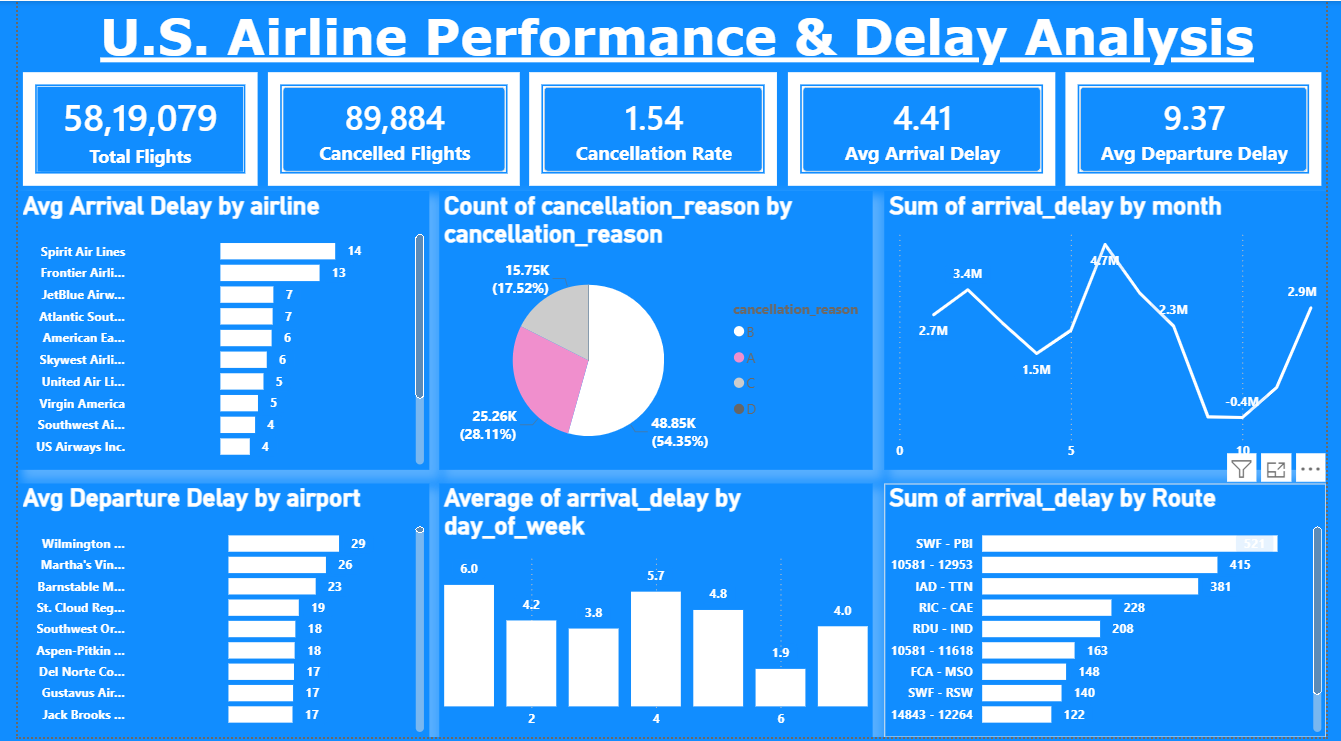 U.S. Airline Performance & Delay Analysis
58,19,079
Total Flights
89,884
Cancelled Flights
1.54
Cancellation Rate
4.41
Avg Arrival Delay
9.37
Avg Departure Delay
Avg Arrival Delay by airline
Spirit Air Lines 14
Frontier Airli... 13
JetBlue Airw... 7
Atlantic Sout... 7
American Ea... 6
Skywest Airli... 6
United Air Li... 5
Virgin America 5
Southwest Ai... 4
US Airways Inc. 4
Count of cancellation_reason by
cancellation_reason
15.75K
(17.52%)
25.26K
(28.11%)
48.85K
(54.35%)
cancellation_reason
B
A
C
D
Sum of arrival_delay by month
2.7M
3.4M
1.5M
4.7M
2.3M
-0.4M
2.9M
0 5 10
Avg Departure Delay by airport
Wilmington ... 29
Martha's Vin... 26
Barnstable M... 23
St. Cloud Reg... 19
Southwest Or... 18
Aspen-Pitkin ... 18
Del Norte Co... 17
Gustavus Air... 17
Jack Brooks ... 17
Average of arrival_delay by
day_of_week
6.0 4.2 3.8 5.7 4.8 1.9 4.0
2 4 6
Sum of arrival_delay by Route
SWF - PBI 521
10581 - 12953 415
IAD - TTN 381
RIC - CAE 228
RDU - IND 208
10581 - 11618 163
FCA - MSO 148
SWF - RSW 140
14843 - 12264 122